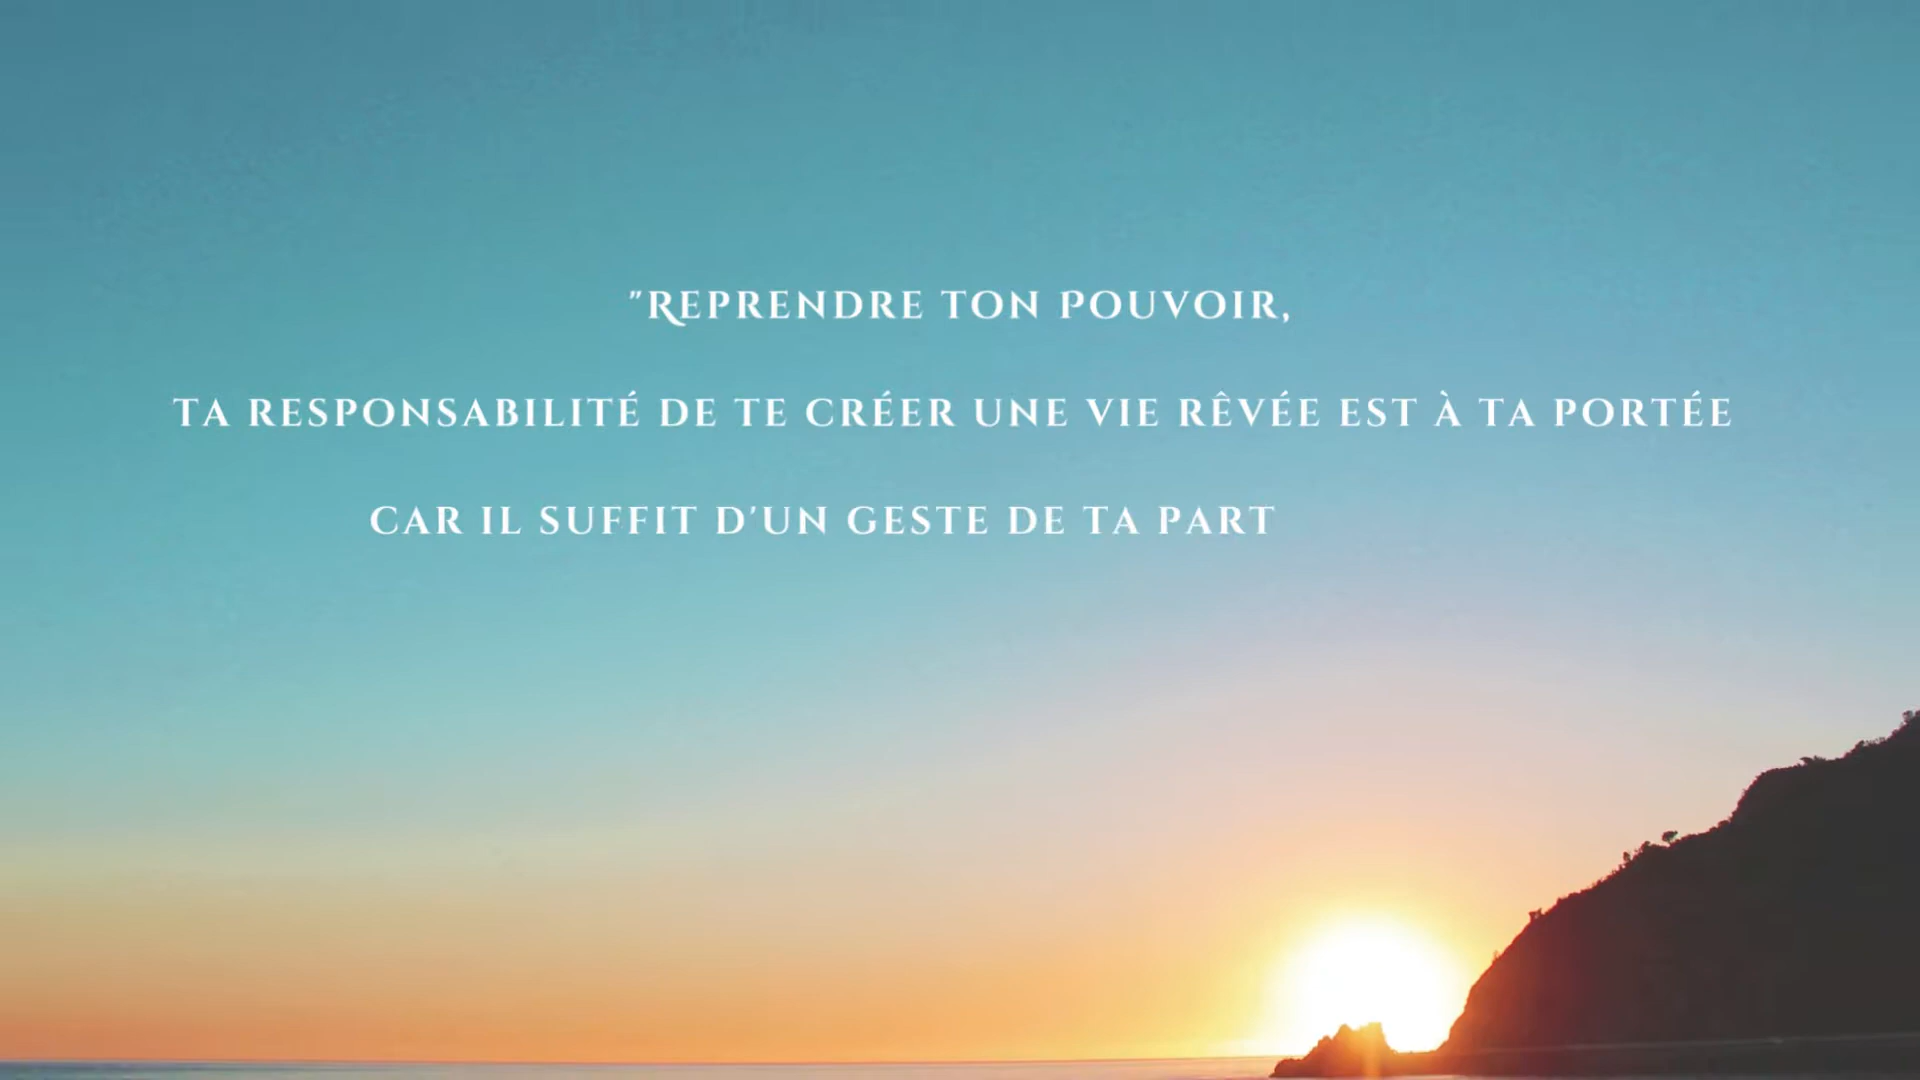 "Reprendre ton Pouvoir,
ta responsabilité de te créer une vie rêvée est à ta portée
car il suffit d'un geste de ta part